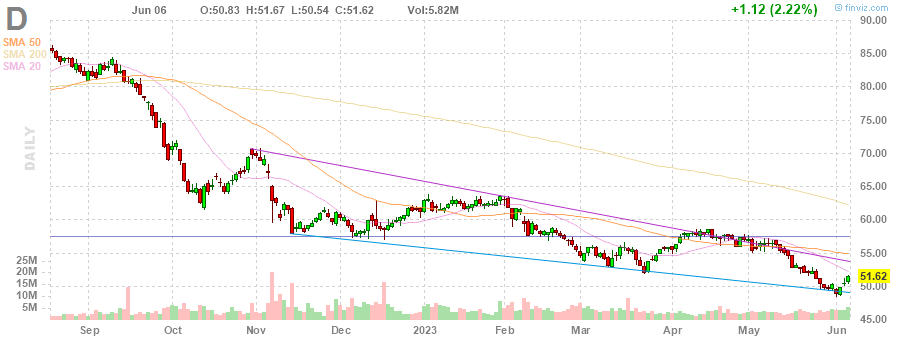 D Jun 06 O:50.83 H:51.67 L:50.54 C:51.62 Vol:5.82M +1.12 (2.22%)
© finviz.com
SMA 50
SMA 200
SMA 20
DAILY
90.00
85.00
80.00
75.00
70.00
65.00
60.00
55.00
51.62
50.00
45.00
25M
20M
15M
10M
5M
Sep Oct Nov Dec 2023 Feb Mar Apr May Jun